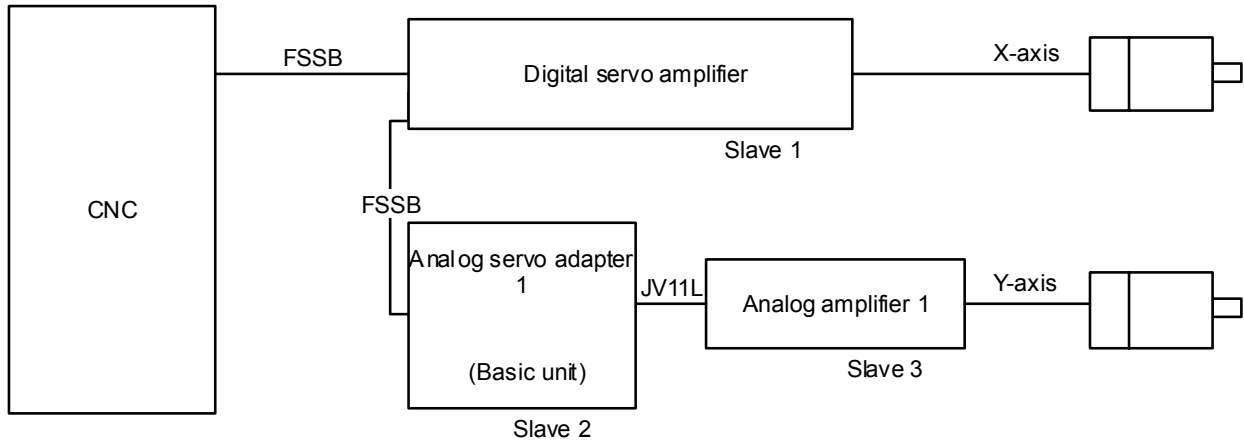 FSSB
Digital servo amplifier
X-axis
Slave 1
CNC
FSSB
Analog servo adapter
1
(Basic unit)
Slave 2
JV11L
Analog amplifier 1
Y-axis
Slave 3